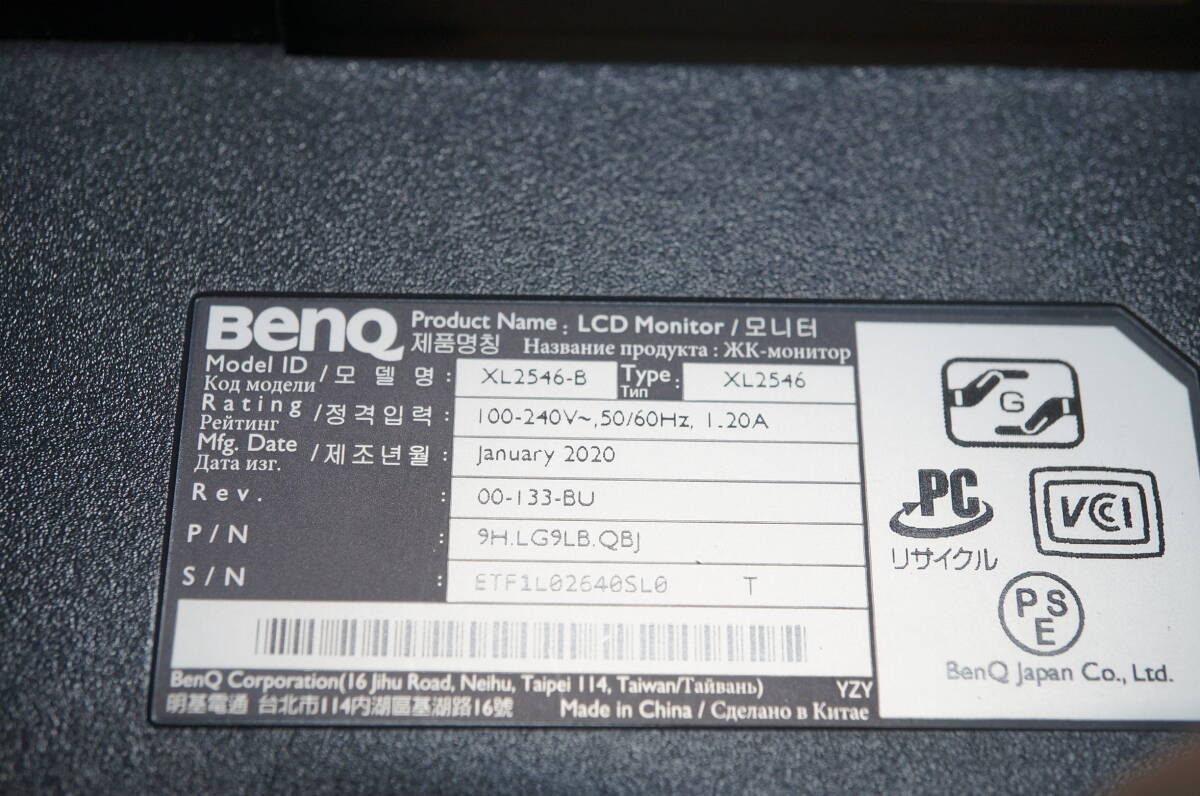 BenQ
Product Name : LCD Monitor / 모니터
제품명칭 Название продукта : ЖК-монитор
Model ID / 모 델 명 : XL2546-B Type : XL2546
Код модели Тип
Rating / 정격입력 : 100-240V~,50/60Hz, 1.20A
Рейтинг
Mfg. Date / 제조년월 : January 2020
Дата изг.
Rev. : 00-133-BU
P/N : 9H.LG9LB.QBJ
S/N : ETF1L02640SL0 T
BenQ Corporation(16 Jihu Road, Neihu, Taipei 114, Taiwan/Тайвань) YZY
明基電通 台北市114內湖區基湖路16號 Made in China / Сделано в Китае
G
PC
リサイクル
VCCI
PSE
BenQ Japan Co., Ltd.